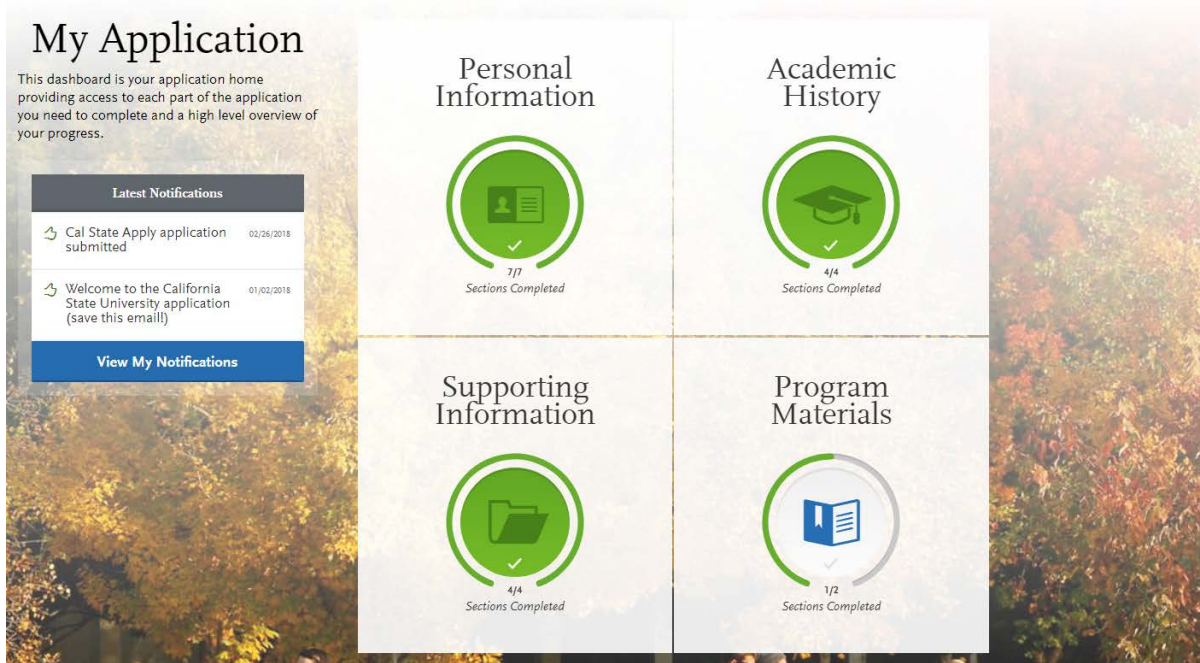 My Application
This dashboard is your application home
providing access to each part of the application
you need to complete and a high level overview of
your progress.
Latest Notifications
Cal State Apply application 02/26/2018
submitted
Welcome to the California 01/02/2018
State University application
(save this email!)
View My Notifications
Personal
Information
7/7
Sections Completed
Academic
History
4/4
Sections Completed
Supporting
Information
4/4
Sections Completed
Program
Materials
1/2
Sections Completed